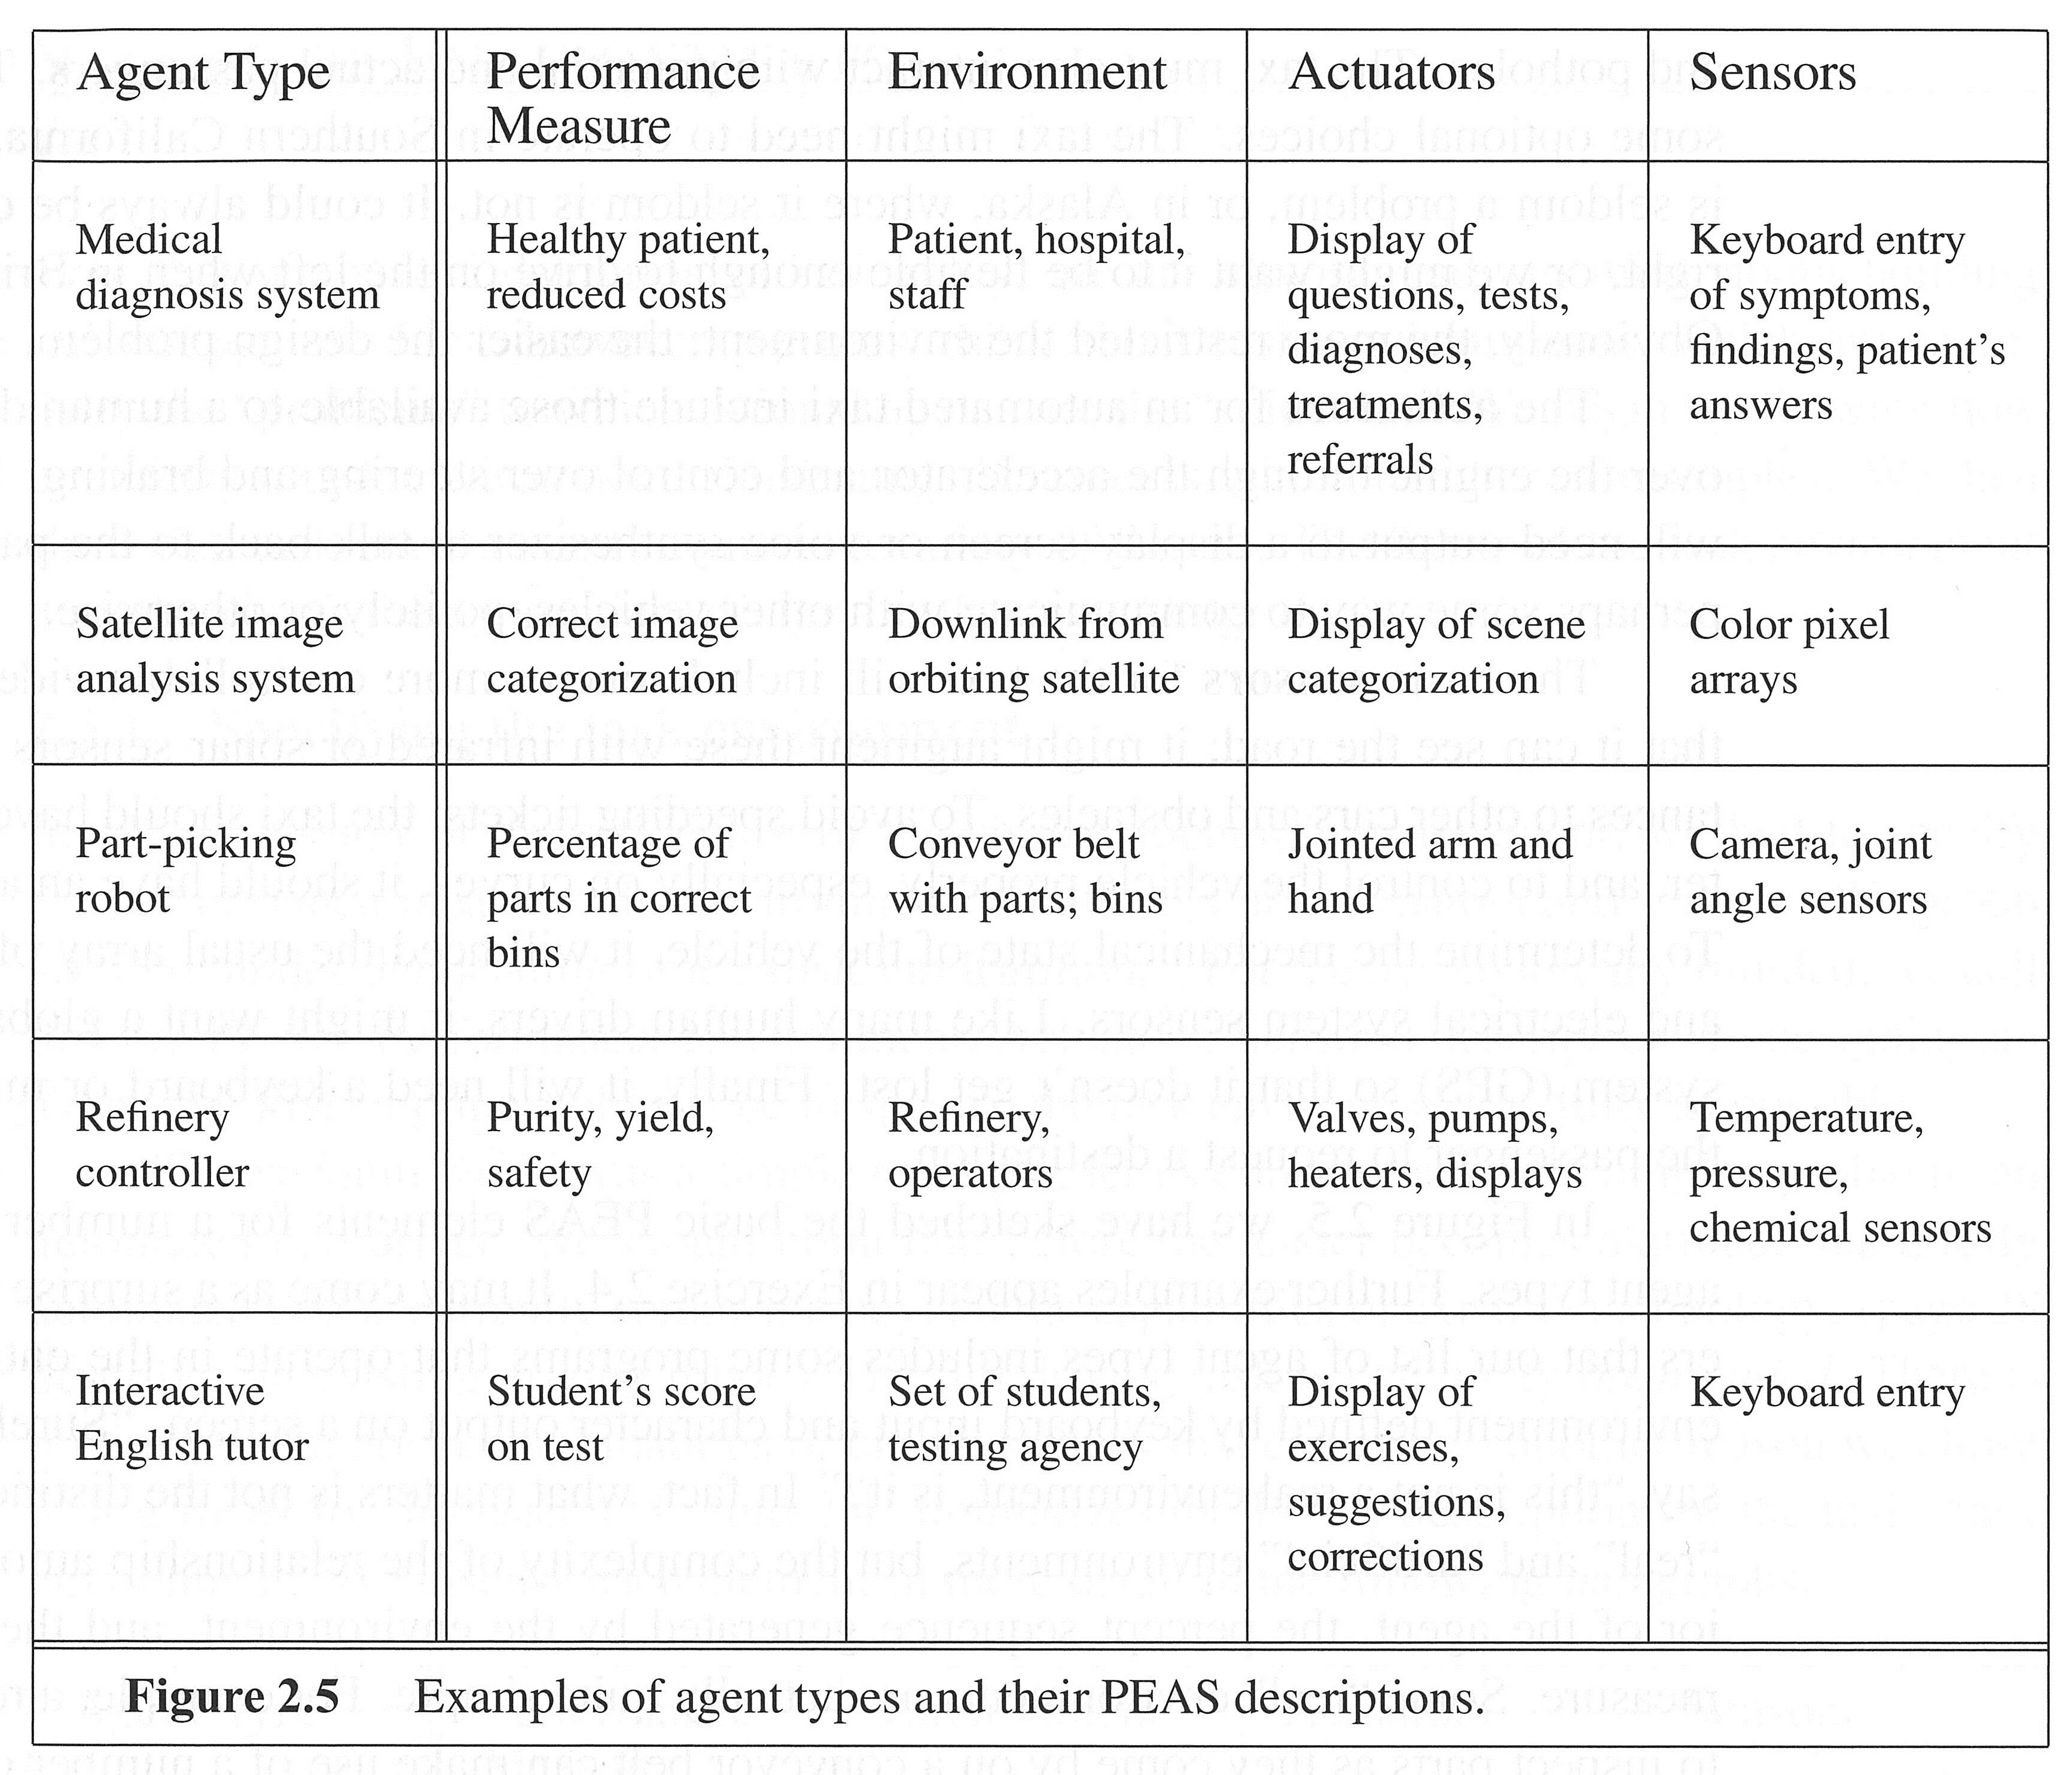 Agent Type
Performance
Measure
Environment
Actuators
Sensors
Medical
diagnosis system
Healthy patient,
reduced costs
Patient, hospital,
staff
Display of
questions, tests,
diagnoses,
treatments,
referrals
Keyboard entry
of symptoms,
findings, patient’s
answers
Satellite image
analysis system
Correct image
categorization
Downlink from
orbiting satellite
Display of scene
categorization
Color pixel
arrays
Part-picking
robot
Percentage of
parts in correct
bins
Conveyor belt
with parts; bins
Jointed arm and
hand
Camera, joint
angle sensors
Refinery
controller
Purity, yield,
safety
Refinery,
operators
Valves, pumps,
heaters, displays
Temperature,
pressure,
chemical sensors
Interactive
English tutor
Student’s score
on test
Set of students,
testing agency
Display of
exercises,
suggestions,
corrections
Keyboard entry
Figure 2.5 Examples of agent types and their PEAS descriptions.